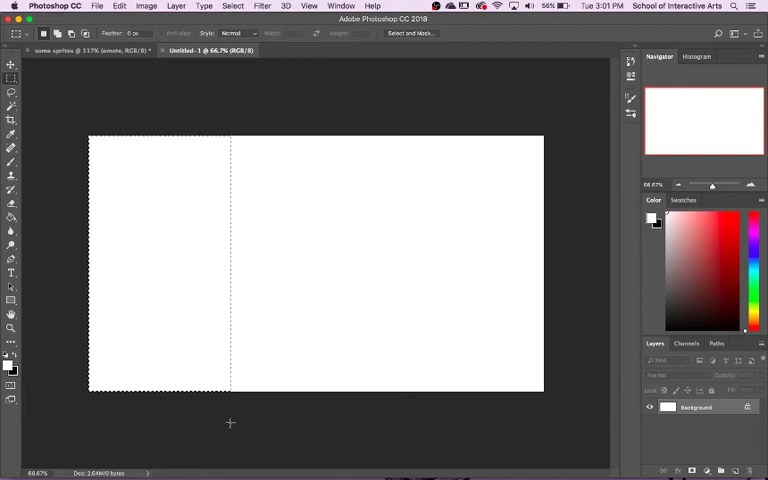 Photoshop CC File Edit Image Layer Type Select Filter 3D View Window Help 56% Tue 3:01 PM School of Interactive Arts
Adobe Photoshop CC 2018
Feather: 0 px Style: Normal Width: Height: Select and Mask...
some sprites @ 117% (emote, RGB/8) * Untitled-1 @ 66.7% (RGB/8)
Navigator Histogram
66.67%
Color Swatches
Layers Channels Paths
Kind
Normal Opacity:
Lock: Fill:
Background
66.67% Doc: 2.64M/0 bytes